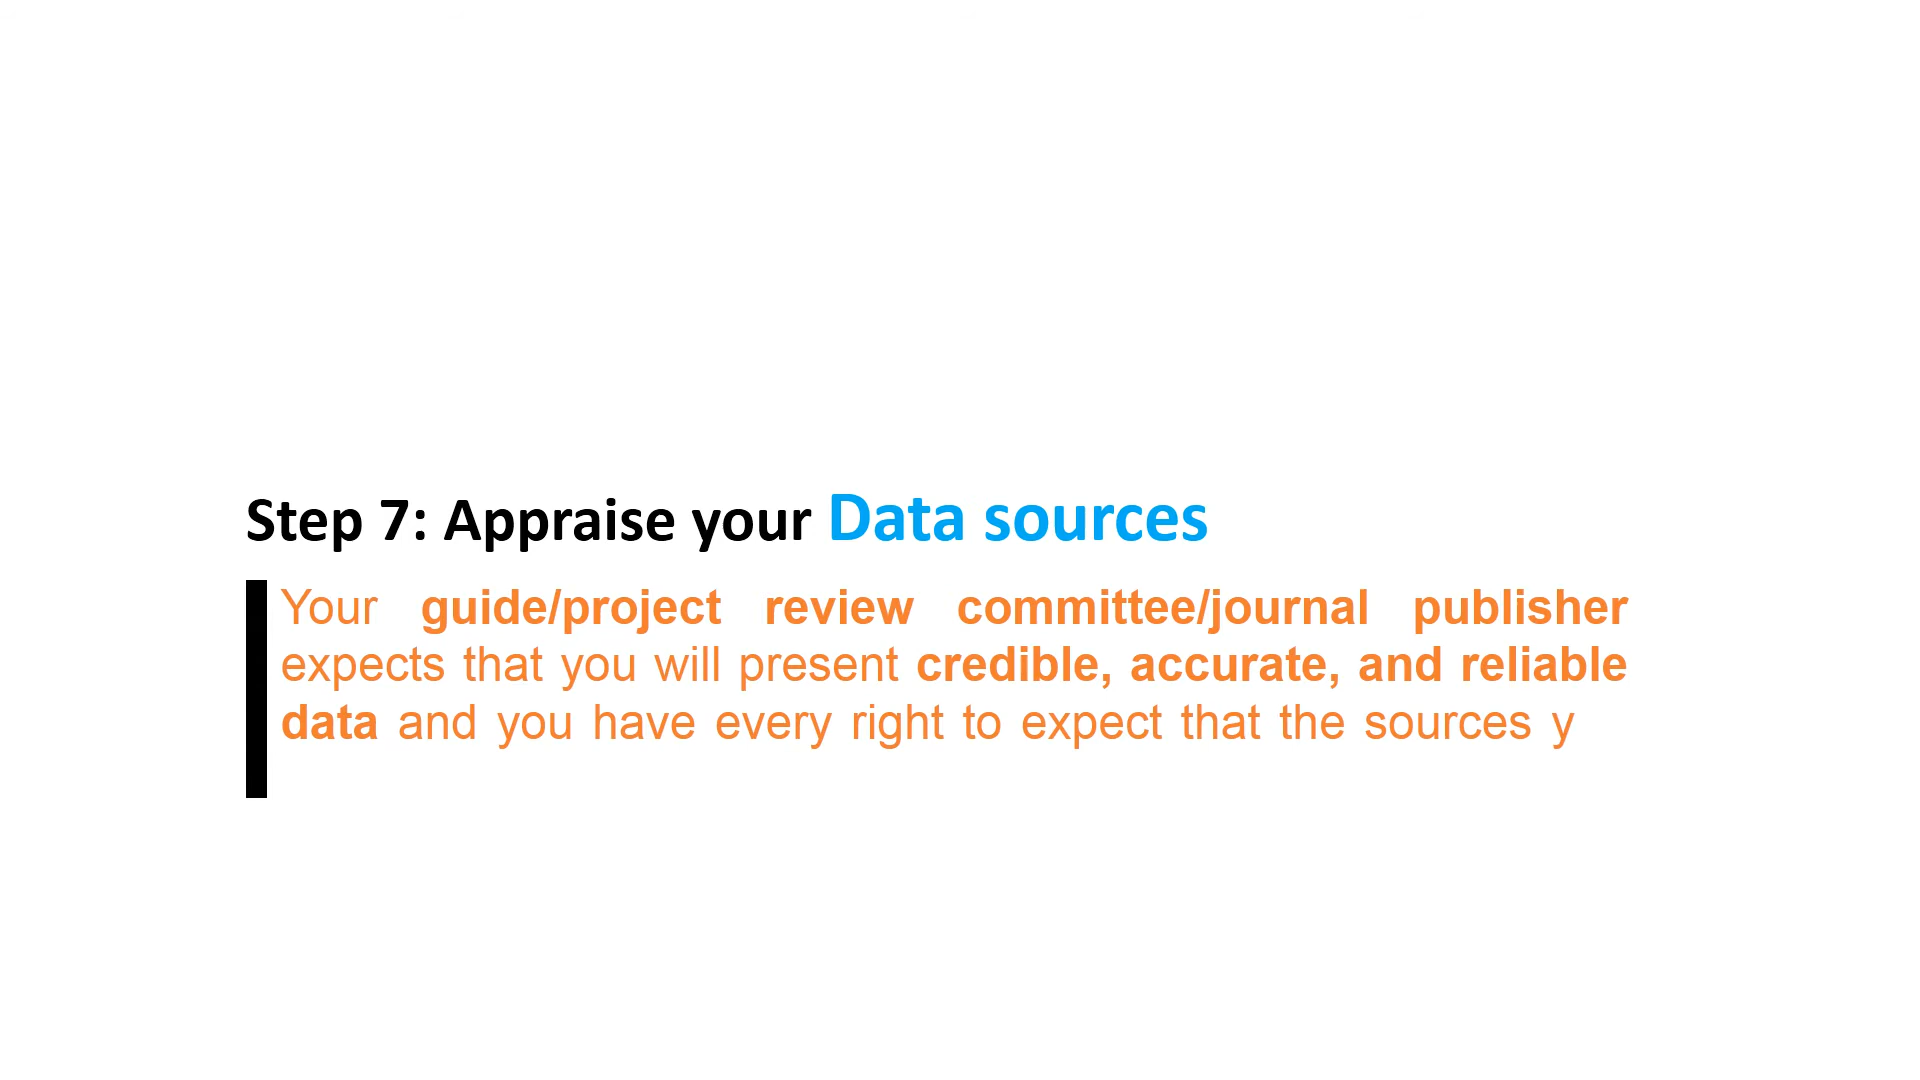 Step 7: Appraise your Data sources
Your guide/project review committee/journal publisher
expects that you will present credible, accurate, and reliable
data and you have every right to expect that the sources y